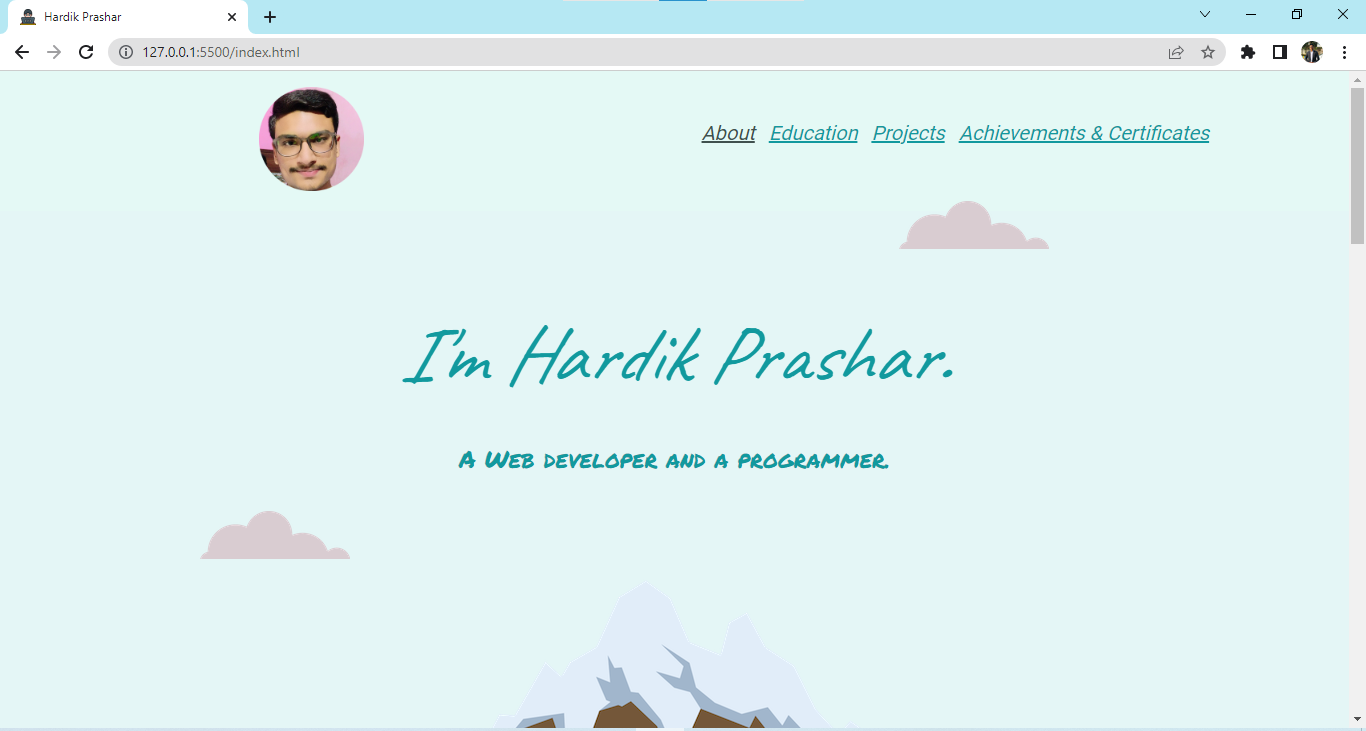 Hardik Prashar
127.0.0.1:5500/index.html
About Education Projects Achievements & Certificates
I'm Hardik Prashar.
A Web developer and a programmer.